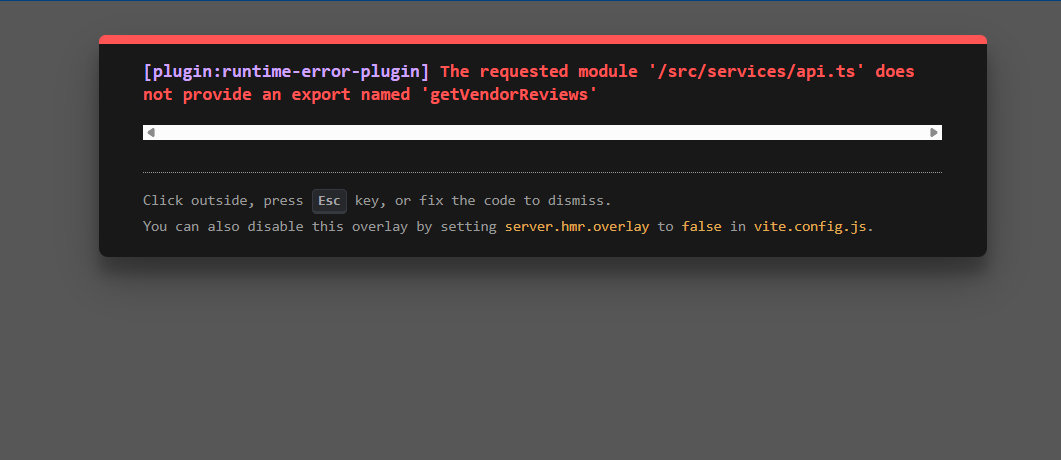 [plugin:runtime-error-plugin] The requested module '/src/services/api.ts' does
not provide an export named 'getVendorReviews'
Click outside, press Esc key, or fix the code to dismiss.
You can also disable this overlay by setting server.hmr.overlay to false in vite.config.js.